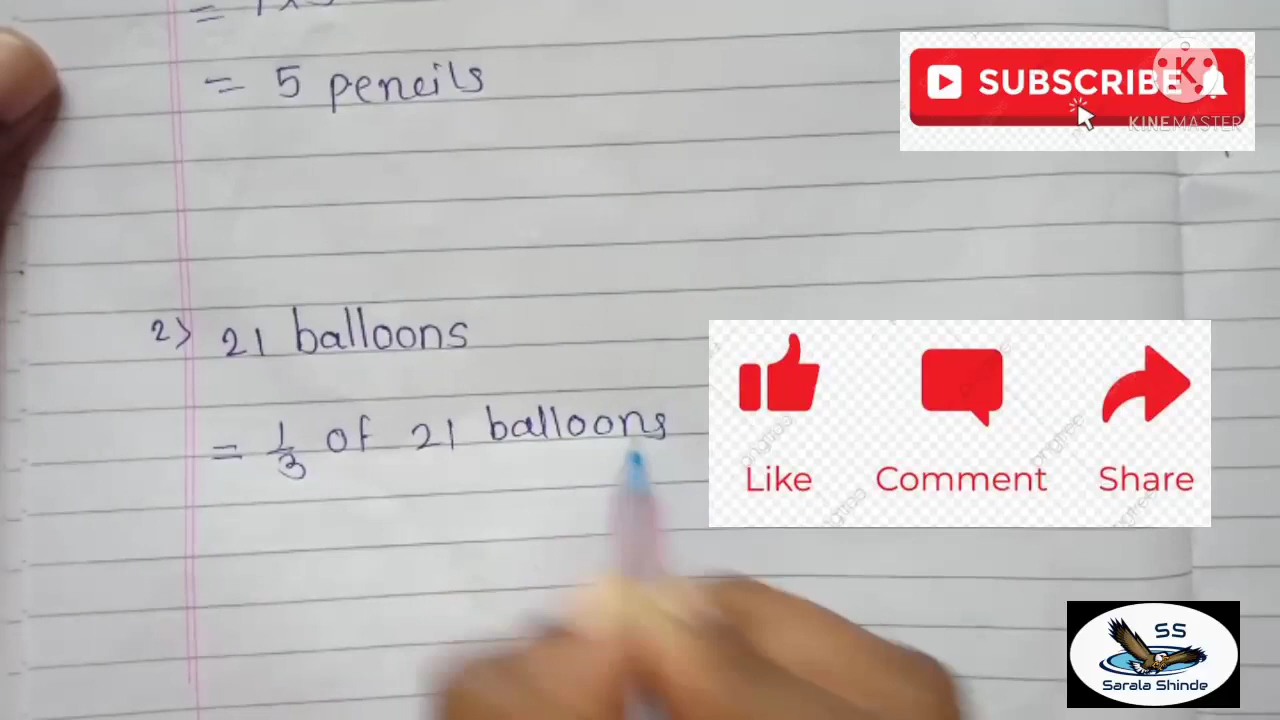 = 5 pencils
SUBSCRIBE
KINEMASTER
2) 21 balloons
= 1/3 of 21 balloons
Like Comment Share
SS
Sarala Shinde